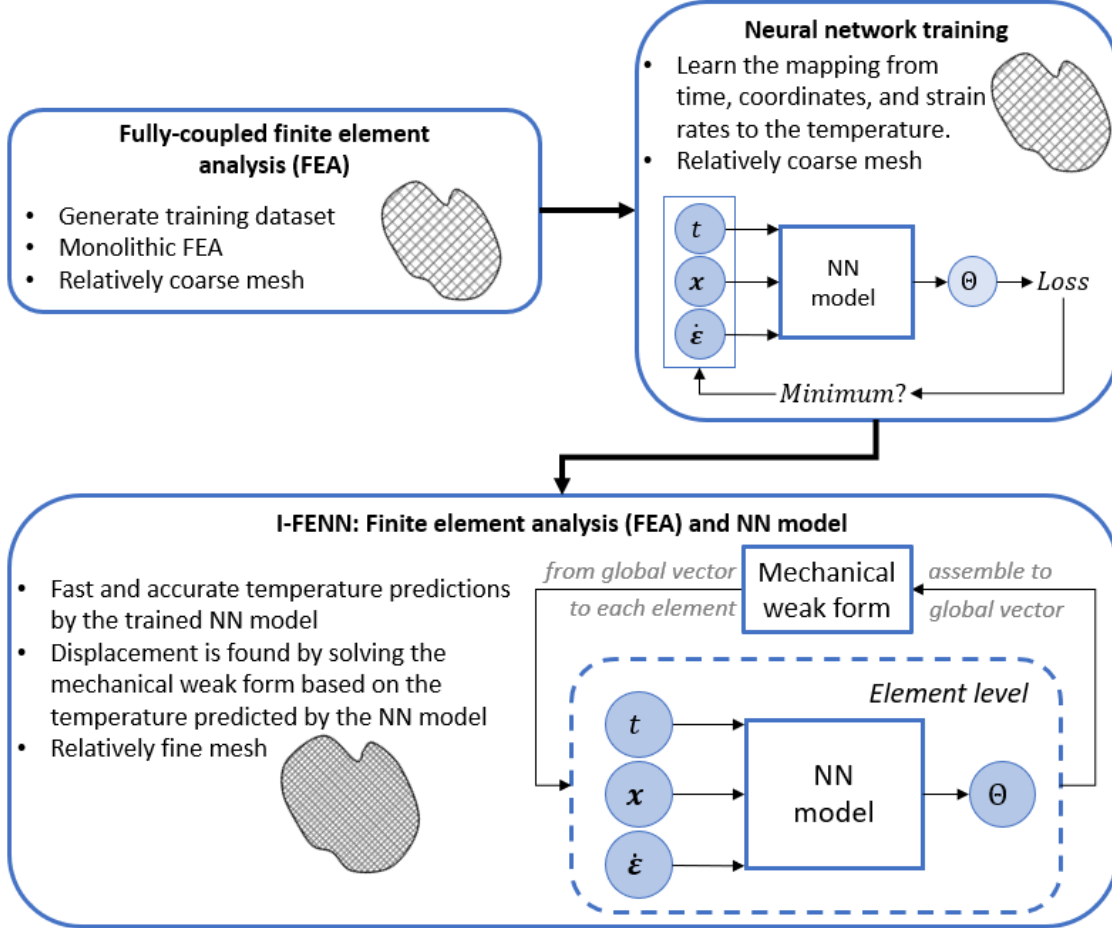 Fully-coupled finite element
analysis (FEA)
• Generate training dataset
• Monolithic FEA
• Relatively coarse mesh
Neural network training
• Learn the mapping from
time, coordinates, and strain
rates to the temperature.
• Relatively coarse mesh
t
x
ε̇
NN
model
Θ
Loss
Minimum?
I-FENN: Finite element analysis (FEA) and NN model
• Fast and accurate temperature predictions
by the trained NN model
• Displacement is found by solving the
mechanical weak form based on the
temperature predicted by the NN model
• Relatively fine mesh
from global vector
to each element
Mechanical
weak form
assemble to
global vector
Element level
t
x
ε̇
NN
model
Θ